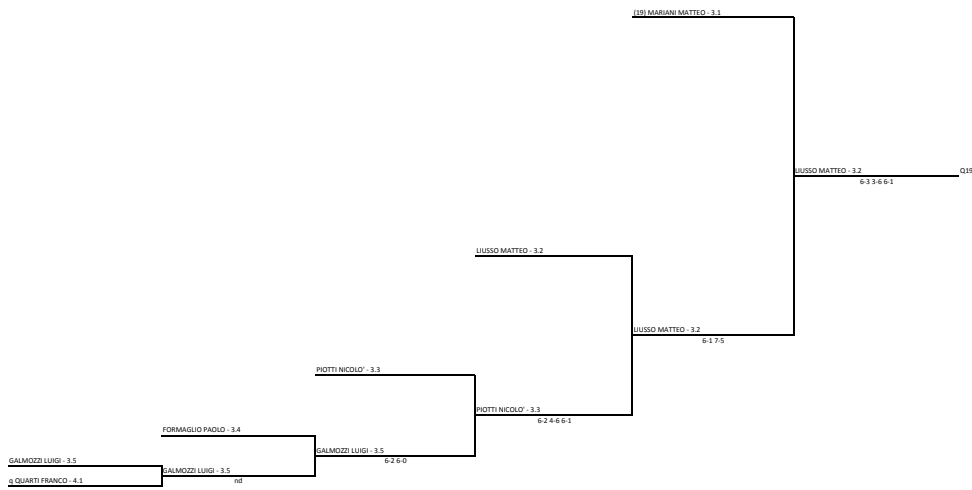 (19) MARIANI MATTEO - 3.1
LIUSSO MATTEO - 3.2
Q19
6-3 3-6 6-1
LIUSSO MATTEO - 3.2
LIUSSO MATTEO - 3.2
6-1 7-5
PIOTTI NICOLO' - 3.3
PIOTTI NICOLO' - 3.3
6-2 4-6 6-1
FORMAGLIO PAOLO - 3.4
GALMOZZI LUIGI - 3.5
6-2 6-0
GALMOZZI LUIGI - 3.5
GALMOZZI LUIGI - 3.5
nd
q QUARTI FRANCO - 4.1